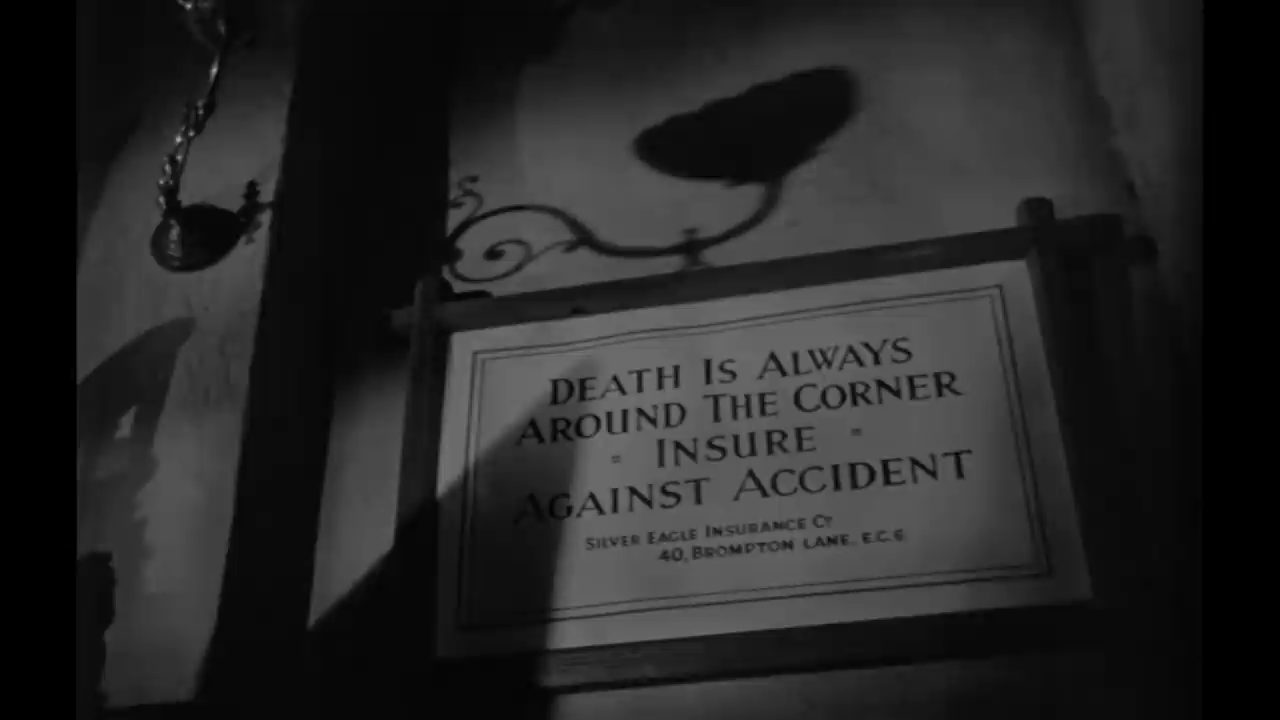 DEATH IS ALWAYS
AROUND THE CORNER
= INSURE =
AGAINST ACCIDENT
SILVER EAGLE INSURANCE CY
40, BROMPTON LANE, E.C.6.